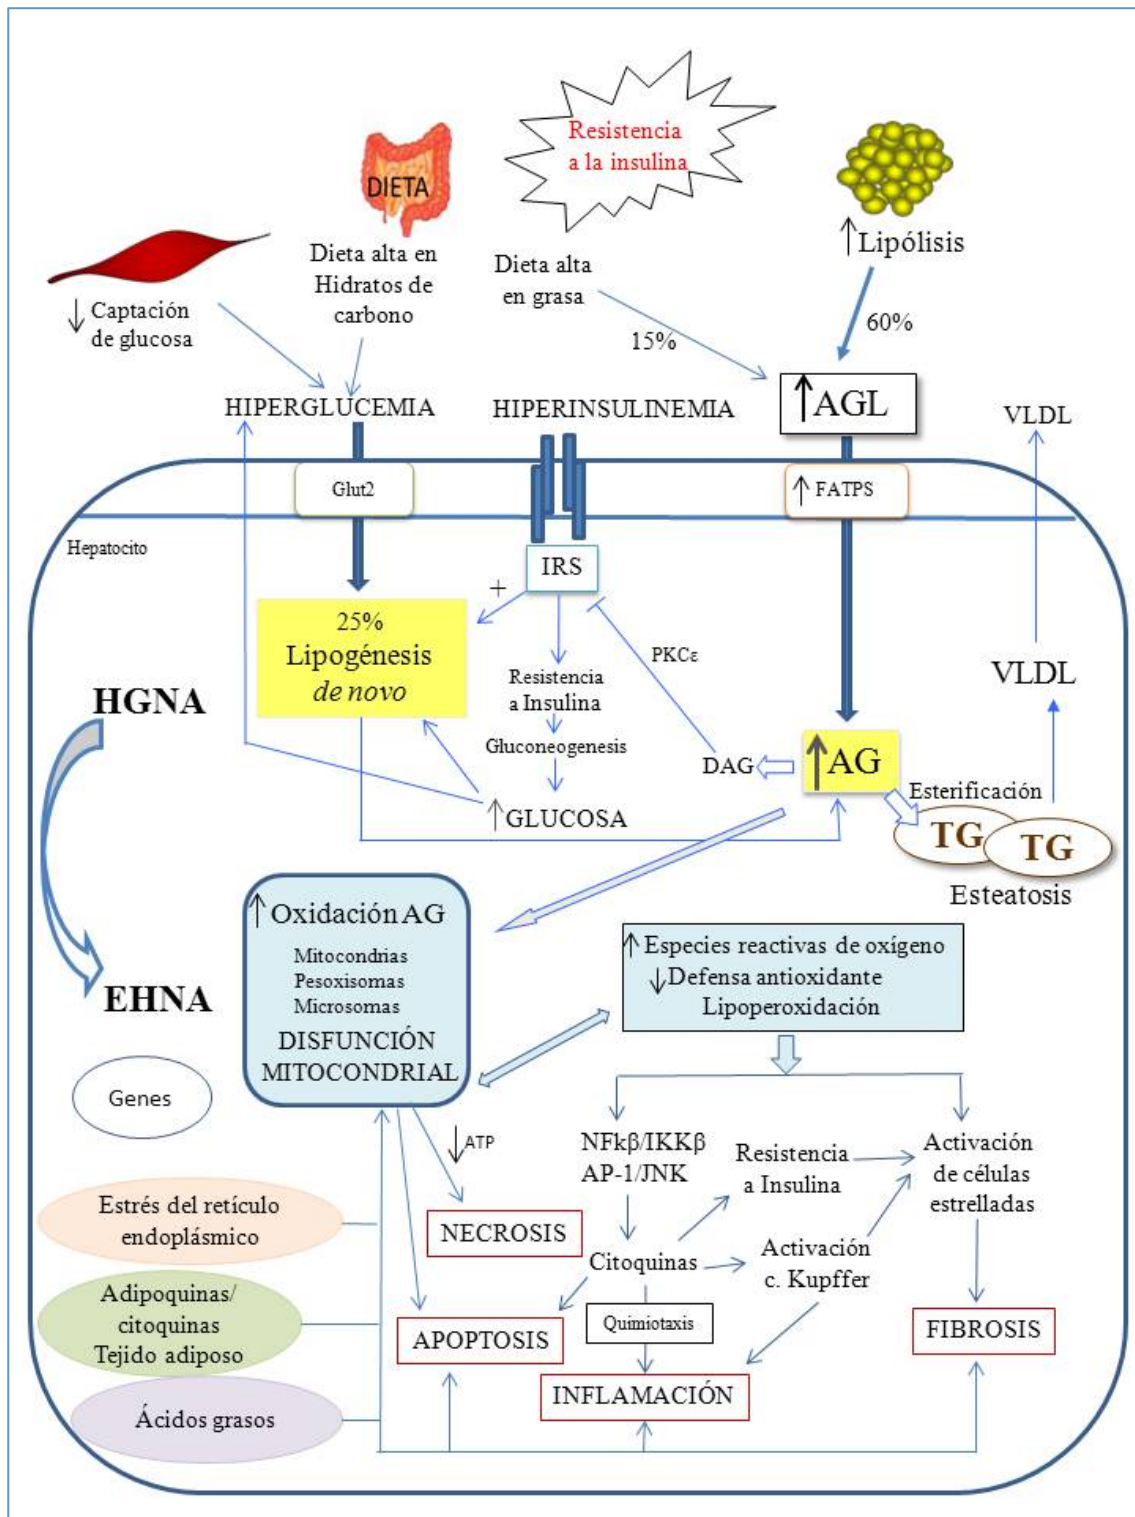 Resistencia
a la insulina
DIETA
↑Lipólisis
Dieta alta en
Hidratos de
carbono
Dieta alta
en grasa
↓ Captación
de glucosa
15%
60%
HIPERGLUCEMIA
HIPERINSULINEMIA
↑AGL
VLDL
Glut2
↑ FATPS
Hepatocito
IRS
+
25%
Lipogénesis
de novo
PKCε
Resistencia
a Insulina
VLDL
HGNA
Gluconeogenesis
DAG
↑AG
Esterificación
↑GLUCOSA
TG
TG
Esteatosis
↑Oxidación AG
Mitocondrias
Pesoxisomas
Microsomas
DISFUNCIÓN
MITOCONDRIAL
↑ Especies reactivas de oxígeno
↓Defensa antioxidante
Lipoperoxidación
EHNA
Genes
↓ATP
NFkβ/IKKβ
AP-1/JNK
Resistencia
a Insulina
Activación
de células
estrelladas
Estrés del retículo
endoplásmico
NECROSIS
Citoquinas
Activación
c. Kupffer
Adipoquinas/
citoquinas
Tejido adiposo
APOPTOSIS
Quimiotaxis
FIBROSIS
INFLAMACIÓN
Ácidos grasos